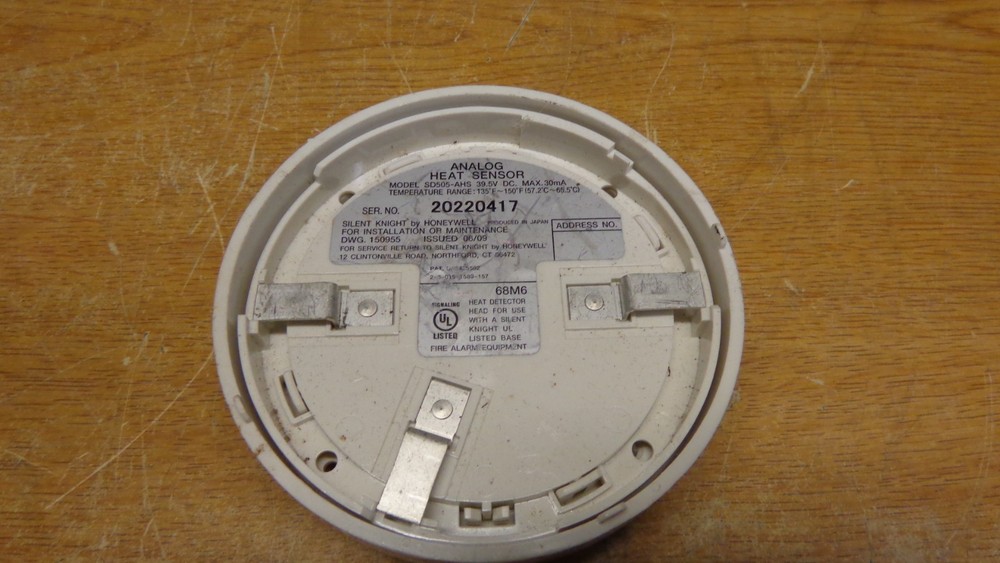 ANALOG
HEAT SENSOR
MODEL SD505-AHS 39.5V DC. MAX.30mA
TEMPERATURE RANGE:135°F~150°F(57.2°C~65.5°C)
SER. NO. 20220417
SILENT KNIGHT by HONEYWELL PRODUCED IN JAPAN
FOR INSTALLATION OR MAINTENANCE
DWG. 150955 ISSUED 06/09
ADDRESS NO.
FOR SERVICE RETURN TO SILENT KNIGHT by HONEYWELL
12 CLINTONVILLE ROAD, NORTHFORD, CT 06472
68M6
SIGNALING
UL
LISTED
HEAT DETECTOR
HEAD FOR USE
WITH A SILENT
KNIGHT UL
LISTED BASE
FIRE ALARM EQUIPMENT